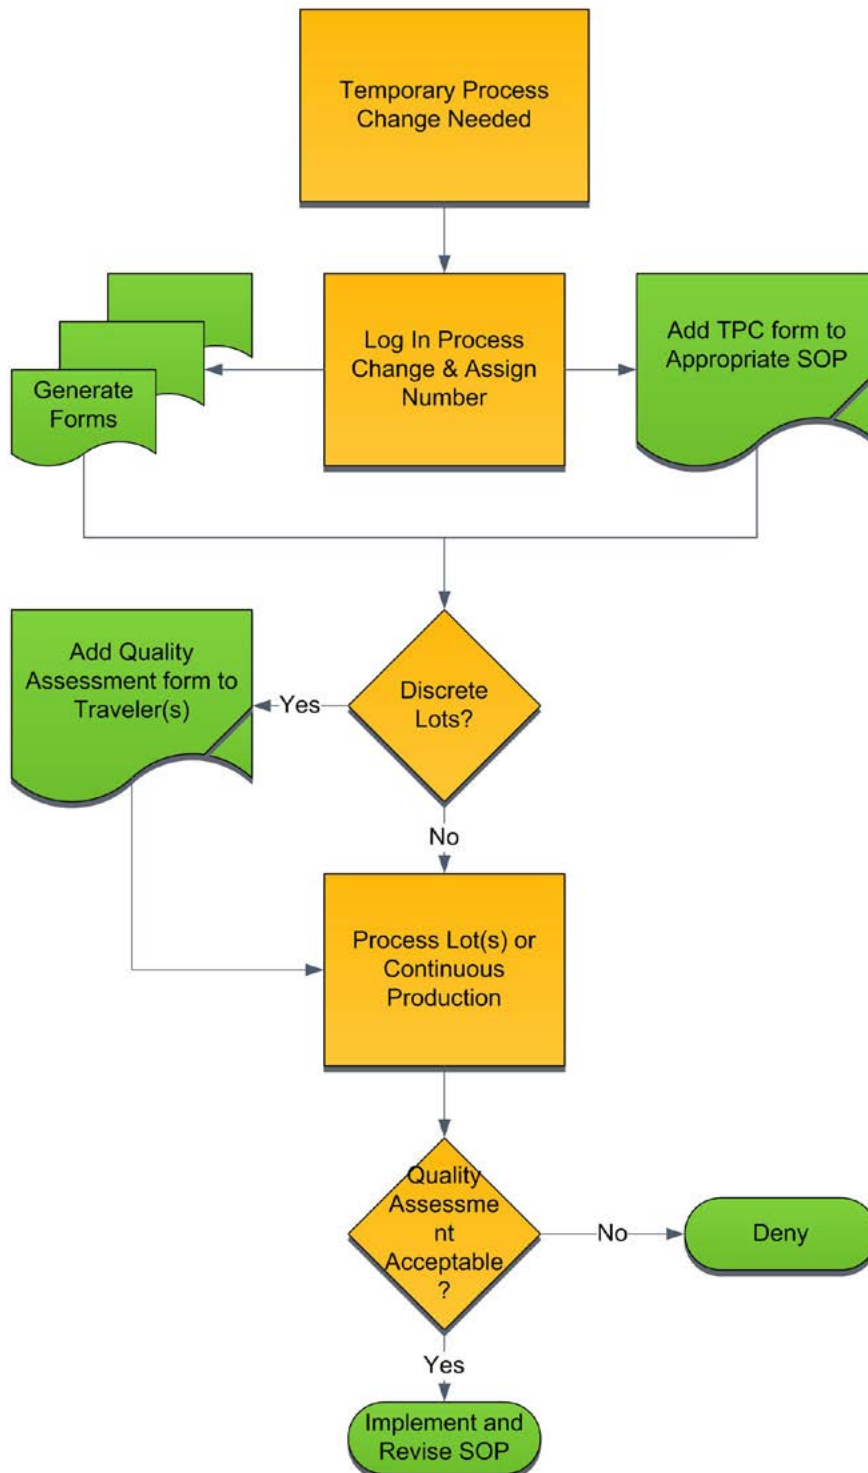 Temporary Process
Change Needed
Generate
Forms
Log In Process
Change & Assign
Number
Add TPC form to
Appropriate SOP
Add Quality
Assessment form to
Traveler(s)
Yes
Discrete
Lots?
No
Process Lot(s) or
Continuous
Production
Quality
Assessme
nt
Acceptable
?
No
Deny
Yes
Implement and
Revise SOP